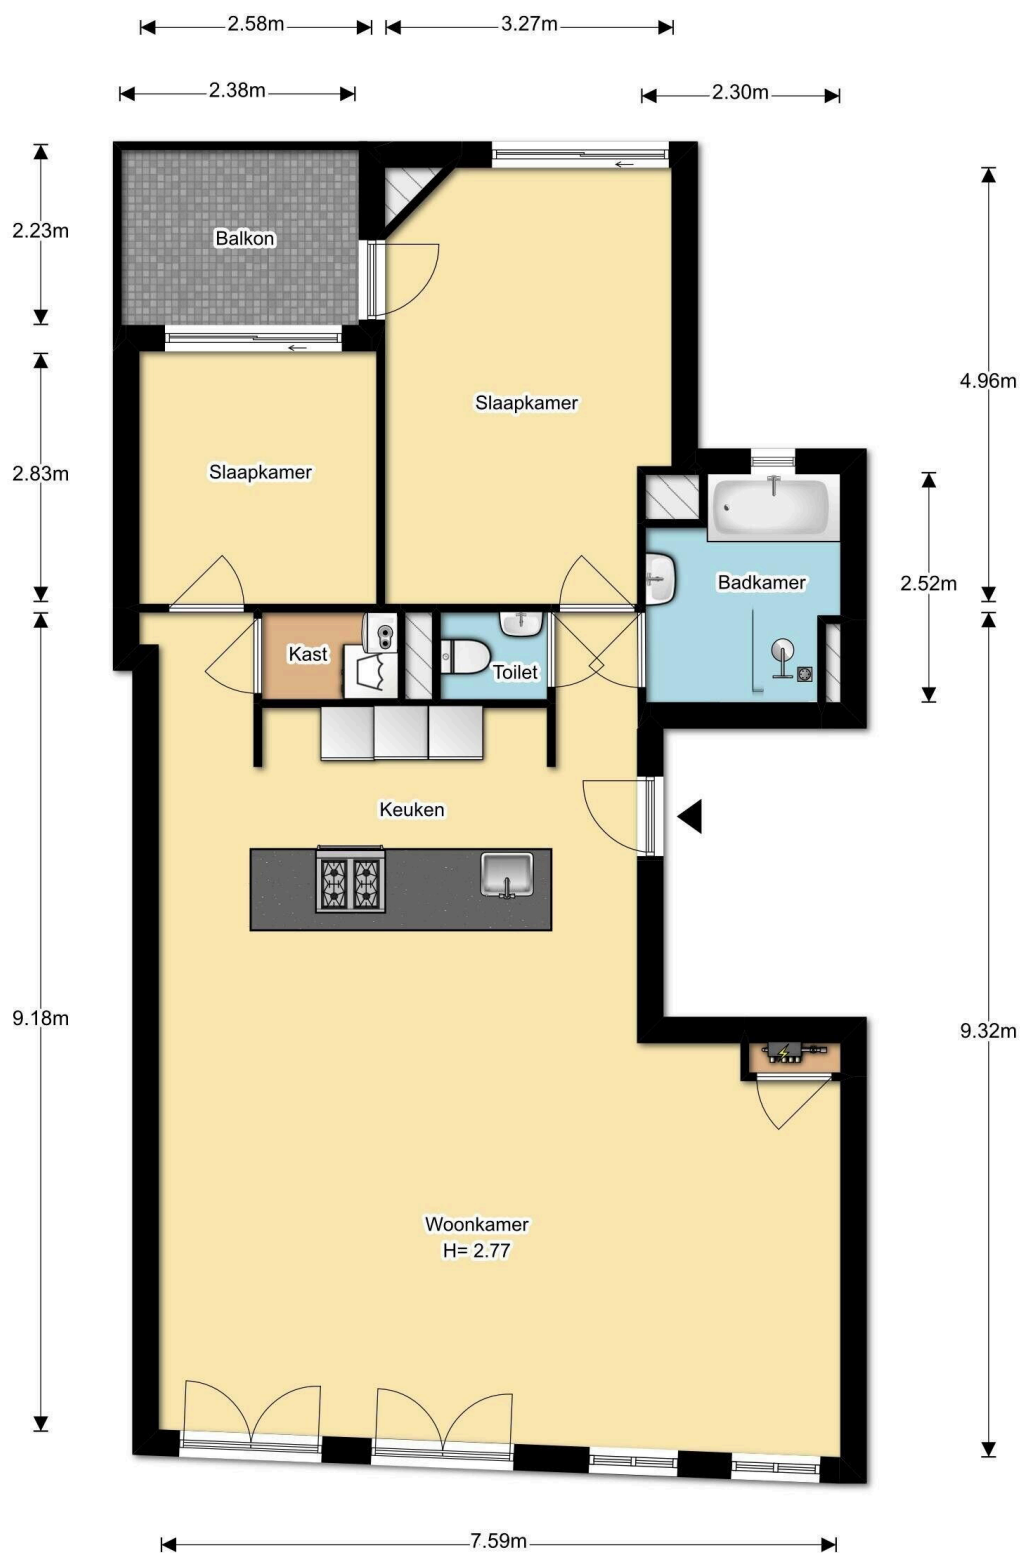 2.58m
3.27m
2.38m
2.30m
2.23m
Balkon
4.96m
Slaapkamer
2.83m
Slaapkamer
Badkamer
2.52m
Kast
Toilet
Keuken
9.18m
9.32m
Woonkamer
H= 2.77
7.59m